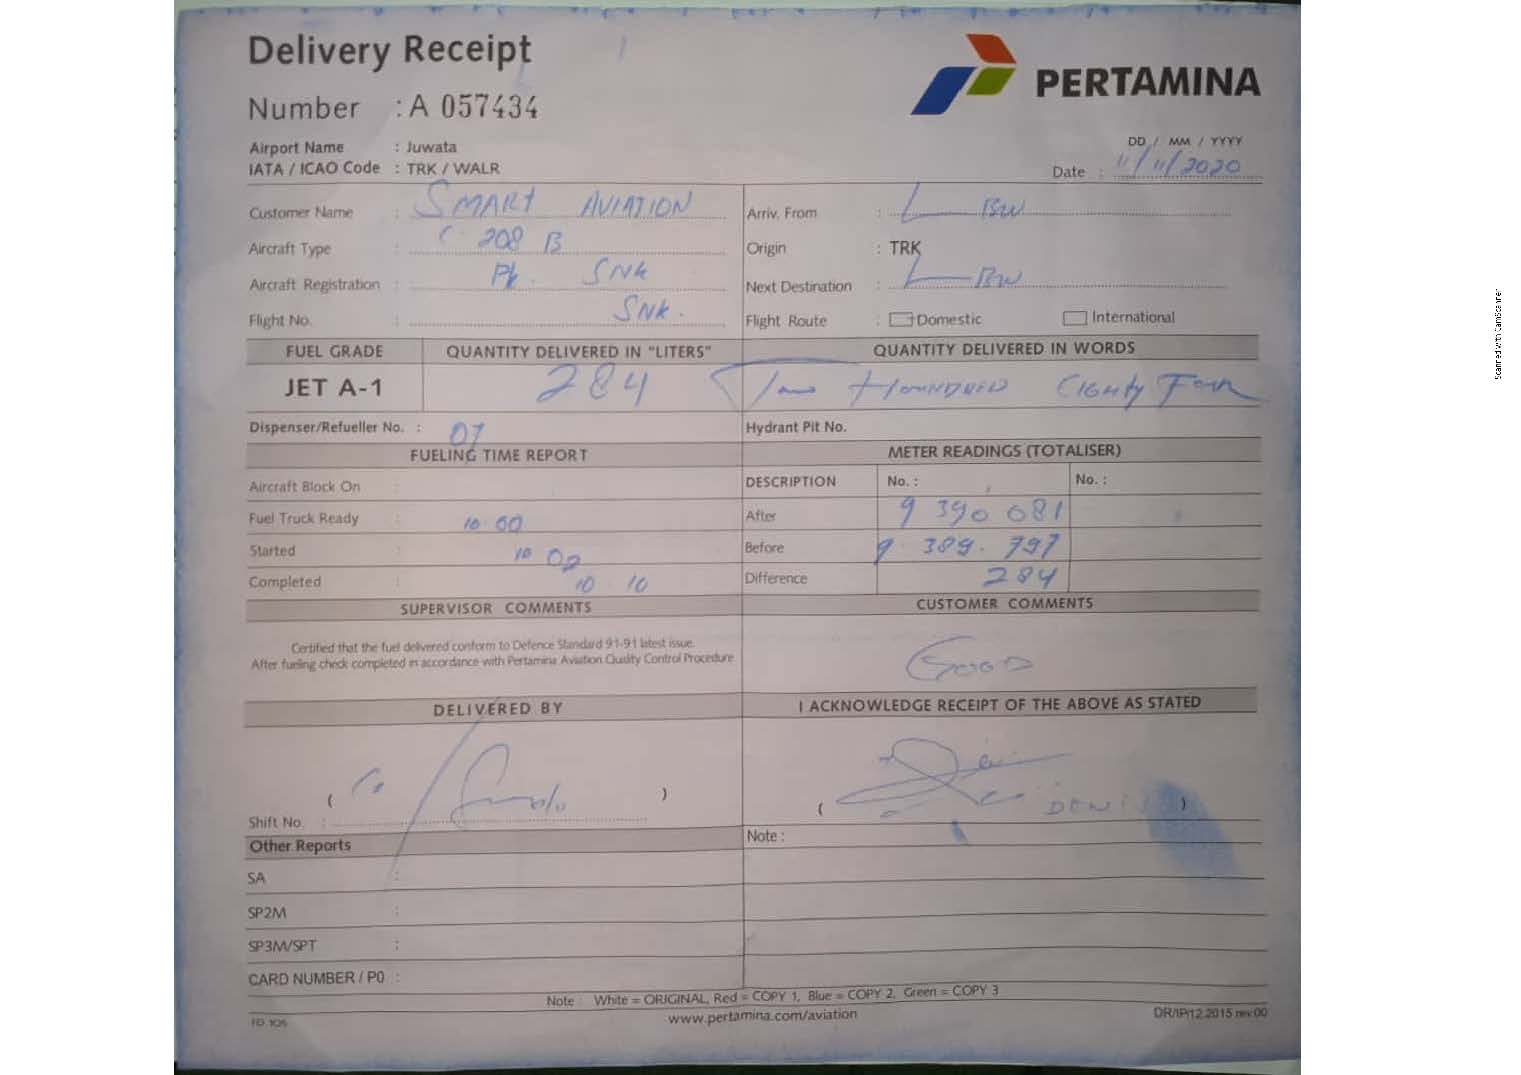 Delivery Receipt
PERTAMINA
Number : A 057434
Airport Name : Juwata
IATA / ICAO Code : TRK / WALR
DD / MM / YYYY
Date : 11/11/2020
Customer Name : SMART AVIATION
Arriv. From : L BW
Aircraft Type : C 208 B
Origin : TRK
Aircraft Registration : Pk. SNK
Next Destination : L BW
Flight No. : SNK.
Flight Route : Domestic International
FUEL GRADE QUANTITY DELIVERED IN "LITERS" QUANTITY DELIVERED IN WORDS
JET A-1 284
Dispenser/Refueller No. : 07
Hydrant Pit No.
FUELING TIME REPORT
METER READINGS (TOTALISER)
Aircraft Block On :
DESCRIPTION No. : No. :
Fuel Truck Ready : 10 00
After 9 390 081
Started : 10 02
Before 9 389. 797
Completed : 10 10
Difference 284
SUPERVISOR COMMENTS
CUSTOMER COMMENTS
Certified that the fuel delivered conform to Defence Standard 91-91 latest issue.
After fueling check completed in accordance with Pertamina Aviation Quality Control Procedure
GOOD
DELIVERED BY
I ACKNOWLEDGE RECEIPT OF THE ABOVE AS STATED
( )
( )
Shift No. :
Note :
Other Reports
SA :
SP2M :
SP3M/SPT :
CARD NUMBER / P0 :
Note : White = ORIGINAL, Red = COPY 1, Blue = COPY 2, Green = COPY 3
www.pertamina.com/aviation
DR/IP/12.2015 rev.00
Scanned with CamScanner